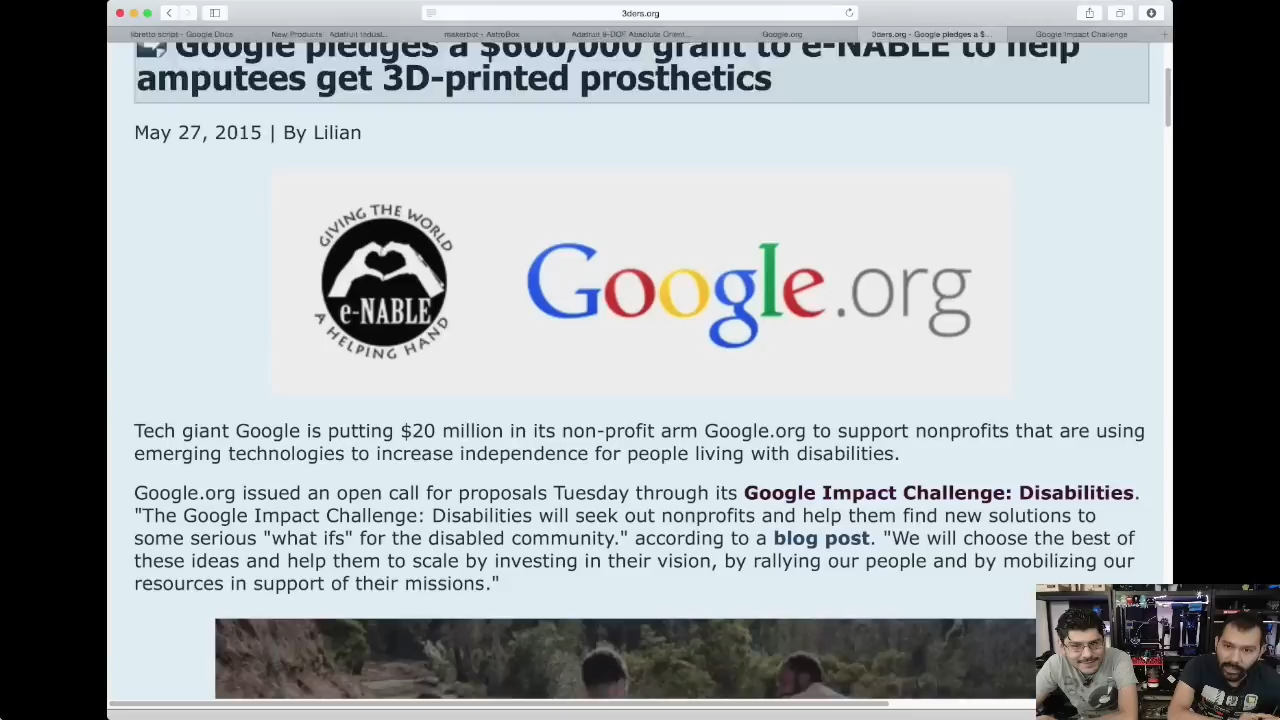 3ders.org
libretto script - Google Docs
New Products Adafruit Indust...
makerbot - AstroBox
Adafruit 9-DOF Absolute Orient...
Google.org
3ders.org - Google pledges a $...
Google Impact Challenge
Google pledges a $600,000 grant to e-NABLE to help
amputees get 3D-printed prosthetics
May 27, 2015 | By Lilian
GIVING THE WORLD
e-NABLE
A HELPING HAND
Google.org
Tech giant Google is putting $20 million in its non-profit arm Google.org to support nonprofits that are using
emerging technologies to increase independence for people living with disabilities.
Google.org issued an open call for proposals Tuesday through its Google Impact Challenge: Disabilities.
"The Google Impact Challenge: Disabilities will seek out nonprofits and help them find new solutions to
some serious "what ifs" for the disabled community." according to a blog post. "We will choose the best of
these ideas and help them to scale by investing in their vision, by rallying our people and by mobilizing our
resources in support of their missions."